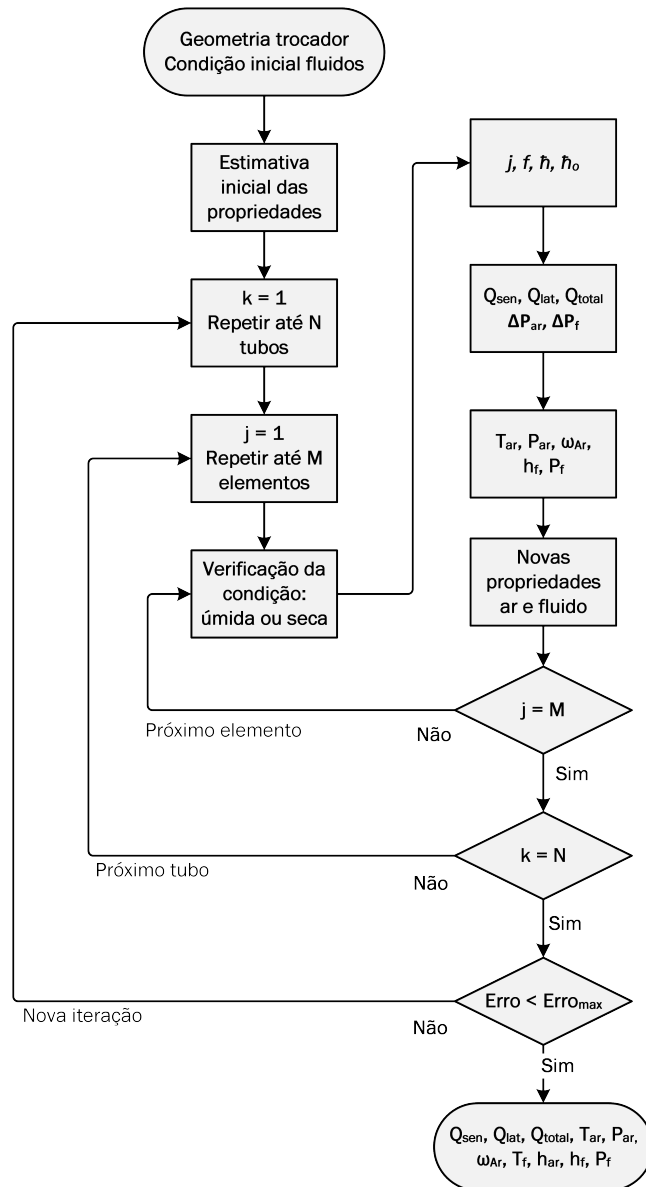 Geometria trocador
Condição inicial fluidos
Estimativa
inicial das
propriedades
k = 1
Repetir até N
tubos
j = 1
Repetir até M
elementos
Verificação da
condição:
úmida ou seca
j, f, ħ, ħₒ
Qsen, Qlat, Qtotal
ΔPar, ΔPf
Tar, Par, ωAr,
hf, Pf
Novas
propriedades
ar e fluido
j = M
Próximo elemento
Não
Sim
k = N
Próximo tubo
Não
Sim
Erro < Erromax
Nova iteração
Não
Sim
Qsen, Qlat, Qtotal, Tar, Par,
ωAr, Tf, har, hf, Pf